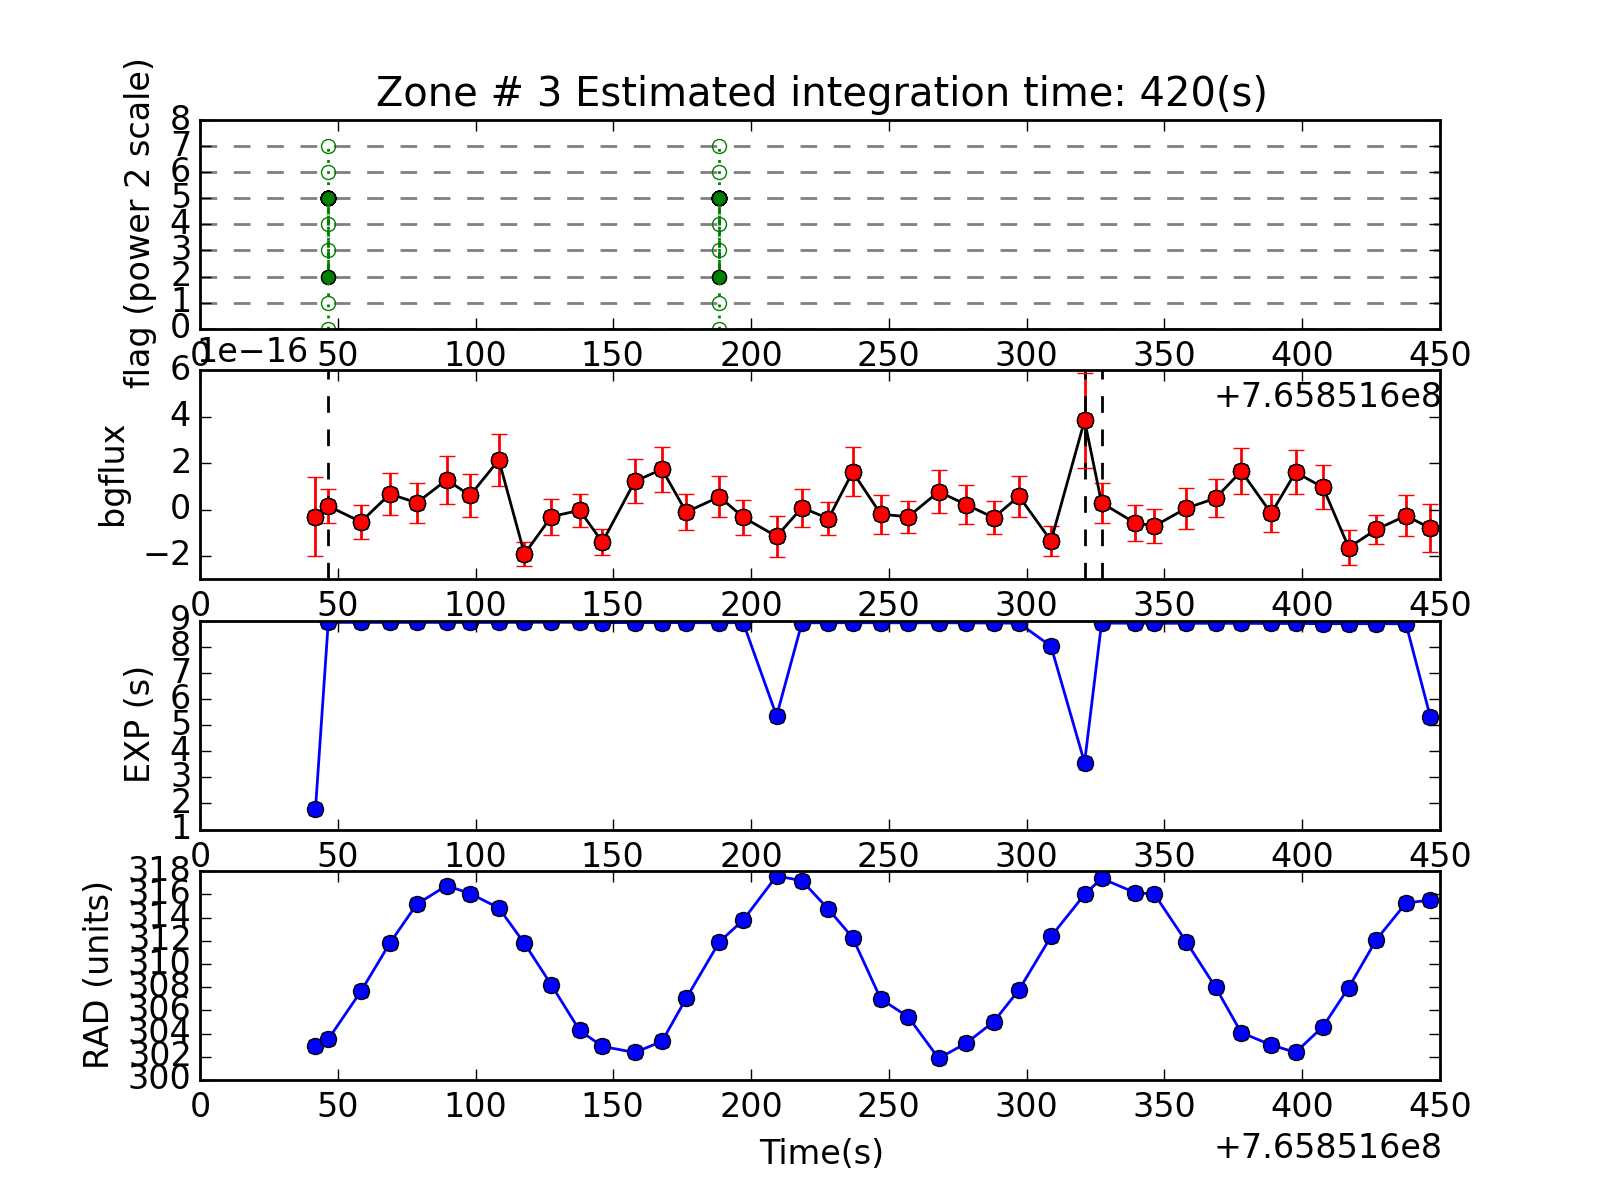 Zone # 3 Estimated integration time: 420(s)
flag (power 2 scale)
8
7
6
5
4
3
2
1
0
0 50 100 150 200 250 300 350 400 450
1e−16
+7.658516e8
bgflux
6
4
2
0
−2
0 50 100 150 200 250 300 350 400 450
EXP (s)
9
8
7
6
5
4
3
2
1
0 50 100 150 200 250 300 350 400 450
RAD (units)
318
316
314
312
310
308
306
304
302
300
0 50 100 150 200 250 300 350 400 450
Time(s)
+7.658516e8